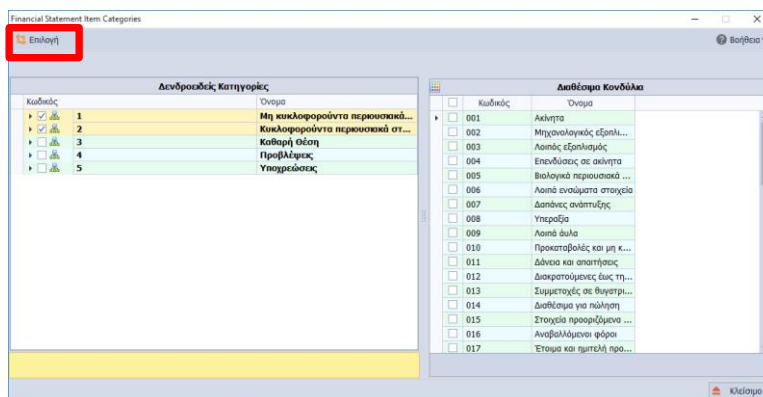 Financial Statement Item Categories
Επιλογή
Βοήθεια
Δενδροειδείς Κατηγορίες
Κωδικός Όνομα
1 Μη κυκλοφορούντα περιουσιακά...
2 Κυκλοφορούντα περιουσιακά στ...
3 Καθαρή Θέση
4 Προβλέψεις
5 Υποχρεώσεις
Διαθέσιμα Κονδύλια
Κωδικός Όνομα
001 Ακίνητα
002 Μηχανολογικός εξοπλι...
003 Λοιπός εξοπλισμός
004 Επενδύσεις σε ακίνητα
005 Βιολογικά περιουσιακά ...
006 Λοιπά ενσώματα στοιχεία
007 Δαπάνες ανάπτυξης
008 Υπεραξία
009 Λοιπά άυλα
010 Προκαταβολές και μη κ...
011 Δάνεια και απαιτήσεις
012 Διακρατούμενες έως τη...
013 Συμμετοχές σε θυγατρι...
014 Διαθέσιμα για πώληση
015 Στοιχεία προοριζόμενα ...
016 Αναβαλλόμενοι φόροι
017 Έτοιμα και ημιτελή προ...
Κλείσιμο